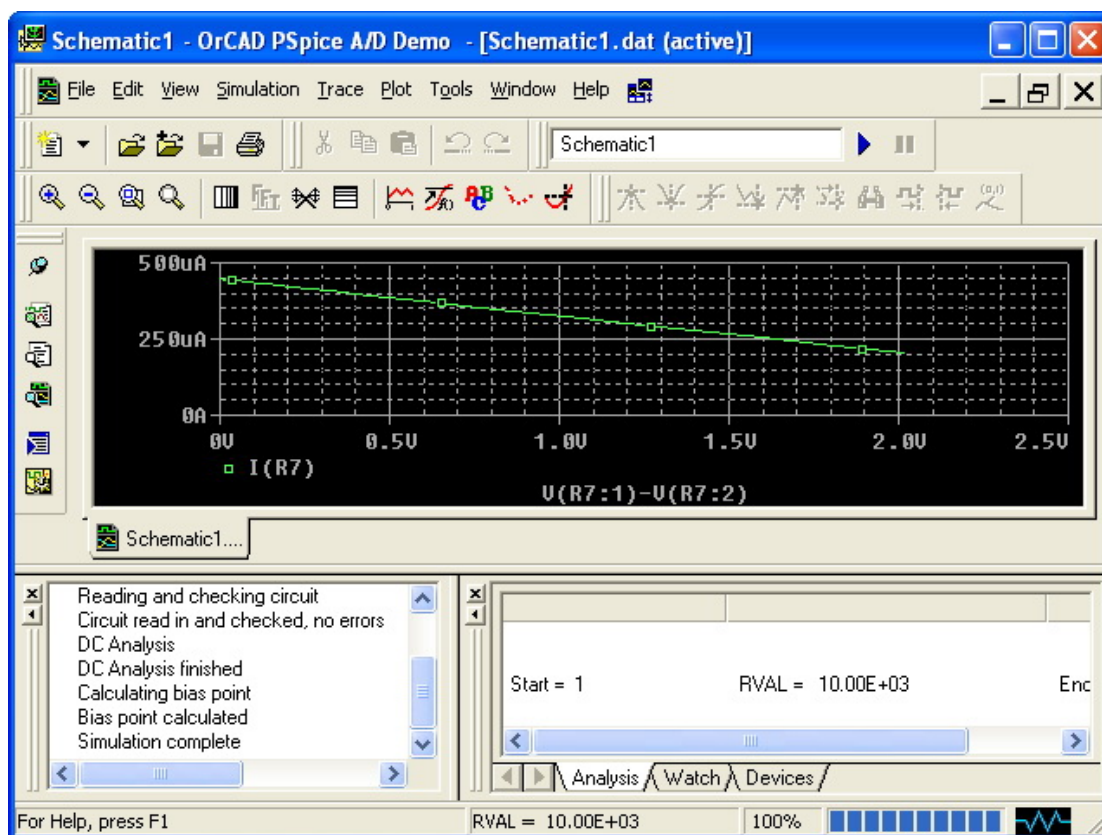 Schematic1 - OrCAD PSpice A/D Demo - [Schematic1.dat (active)]
File Edit View Simulation Trace Plot Tools Window Help
Schematic1
500uA
250uA
0A
0V 0.5V 1.0V 1.5V 2.0V 2.5V
I(R7)
V(R7:1)-V(R7:2)
Schematic1....
Reading and checking circuit
Circuit read in and checked, no errors
DC Analysis
DC Analysis finished
Calculating bias point
Bias point calculated
Simulation complete
Start = 1 RVAL = 10.00E+03 Enc
Analysis Watch Devices
For Help, press F1 RVAL = 10.00E+03 100%